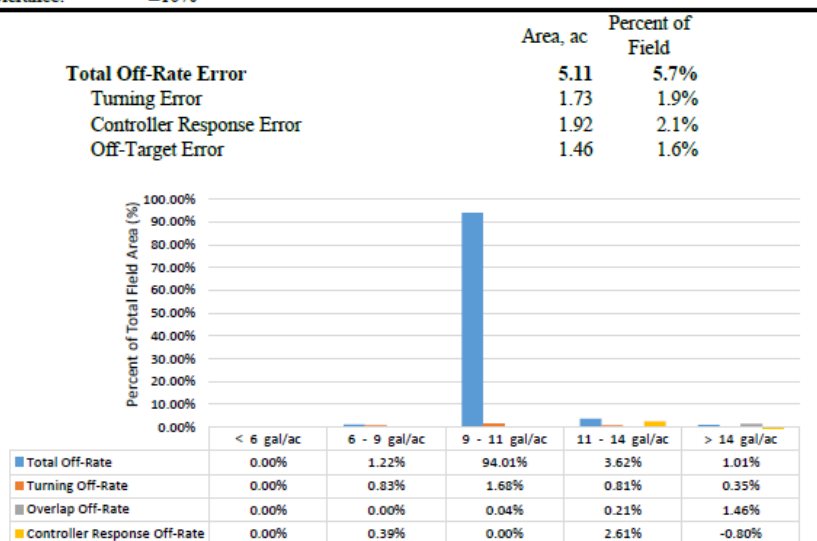 Area, ac Percent of Field
Total Off-Rate Error 5.11 5.7%
Turning Error 1.73 1.9%
Controller Response Error 1.92 2.1%
Off-Target Error 1.46 1.6%
Percent of Total Field Area (%)
100.00%
90.00%
80.00%
70.00%
60.00%
50.00%
40.00%
30.00%
20.00%
10.00%
0.00%
< 6 gal/ac 6 - 9 gal/ac 9 - 11 gal/ac 11 - 14 gal/ac > 14 gal/ac
Total Off-Rate 0.00% 1.22% 94.01% 3.62% 1.01%
Turning Off-Rate 0.00% 0.83% 1.68% 0.81% 0.35%
Overlap Off-Rate 0.00% 0.00% 0.04% 0.21% 1.46%
Controller Response Off-Rate 0.00% 0.39% 0.00% 2.61% -0.80%